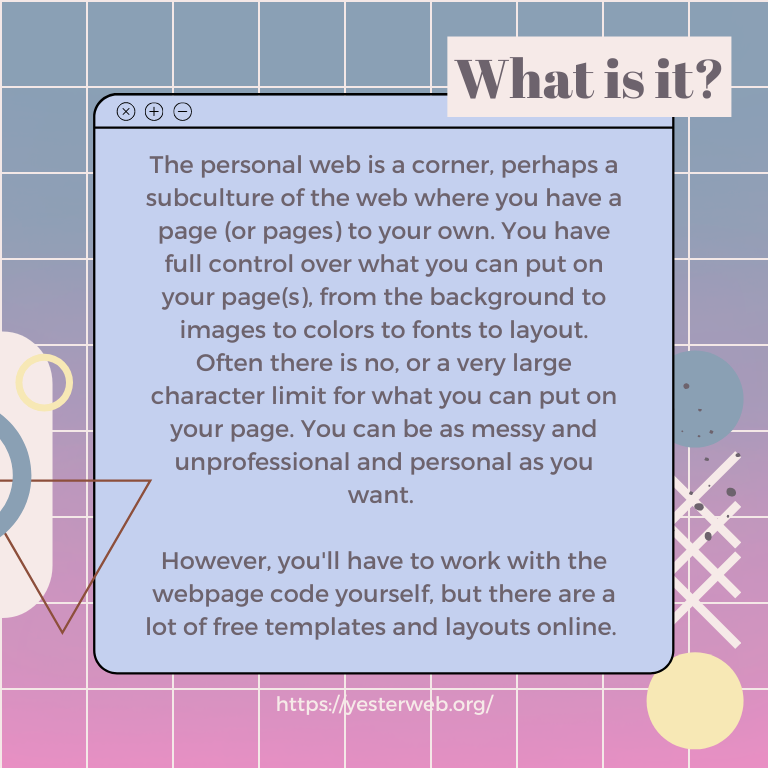 What is it?
The personal web is a corner, perhaps a
subculture of the web where you have a
page (or pages) to your own. You have
full control over what you can put on
your page(s), from the background to
images to colors to fonts to layout.
Often there is no, or a very large
character limit for what you can put on
your page. You can be as messy and
unprofessional and personal as you
want.
However, you'll have to work with the
webpage code yourself, but there are a
lot of free templates and layouts online.
https://yesterweb.org/